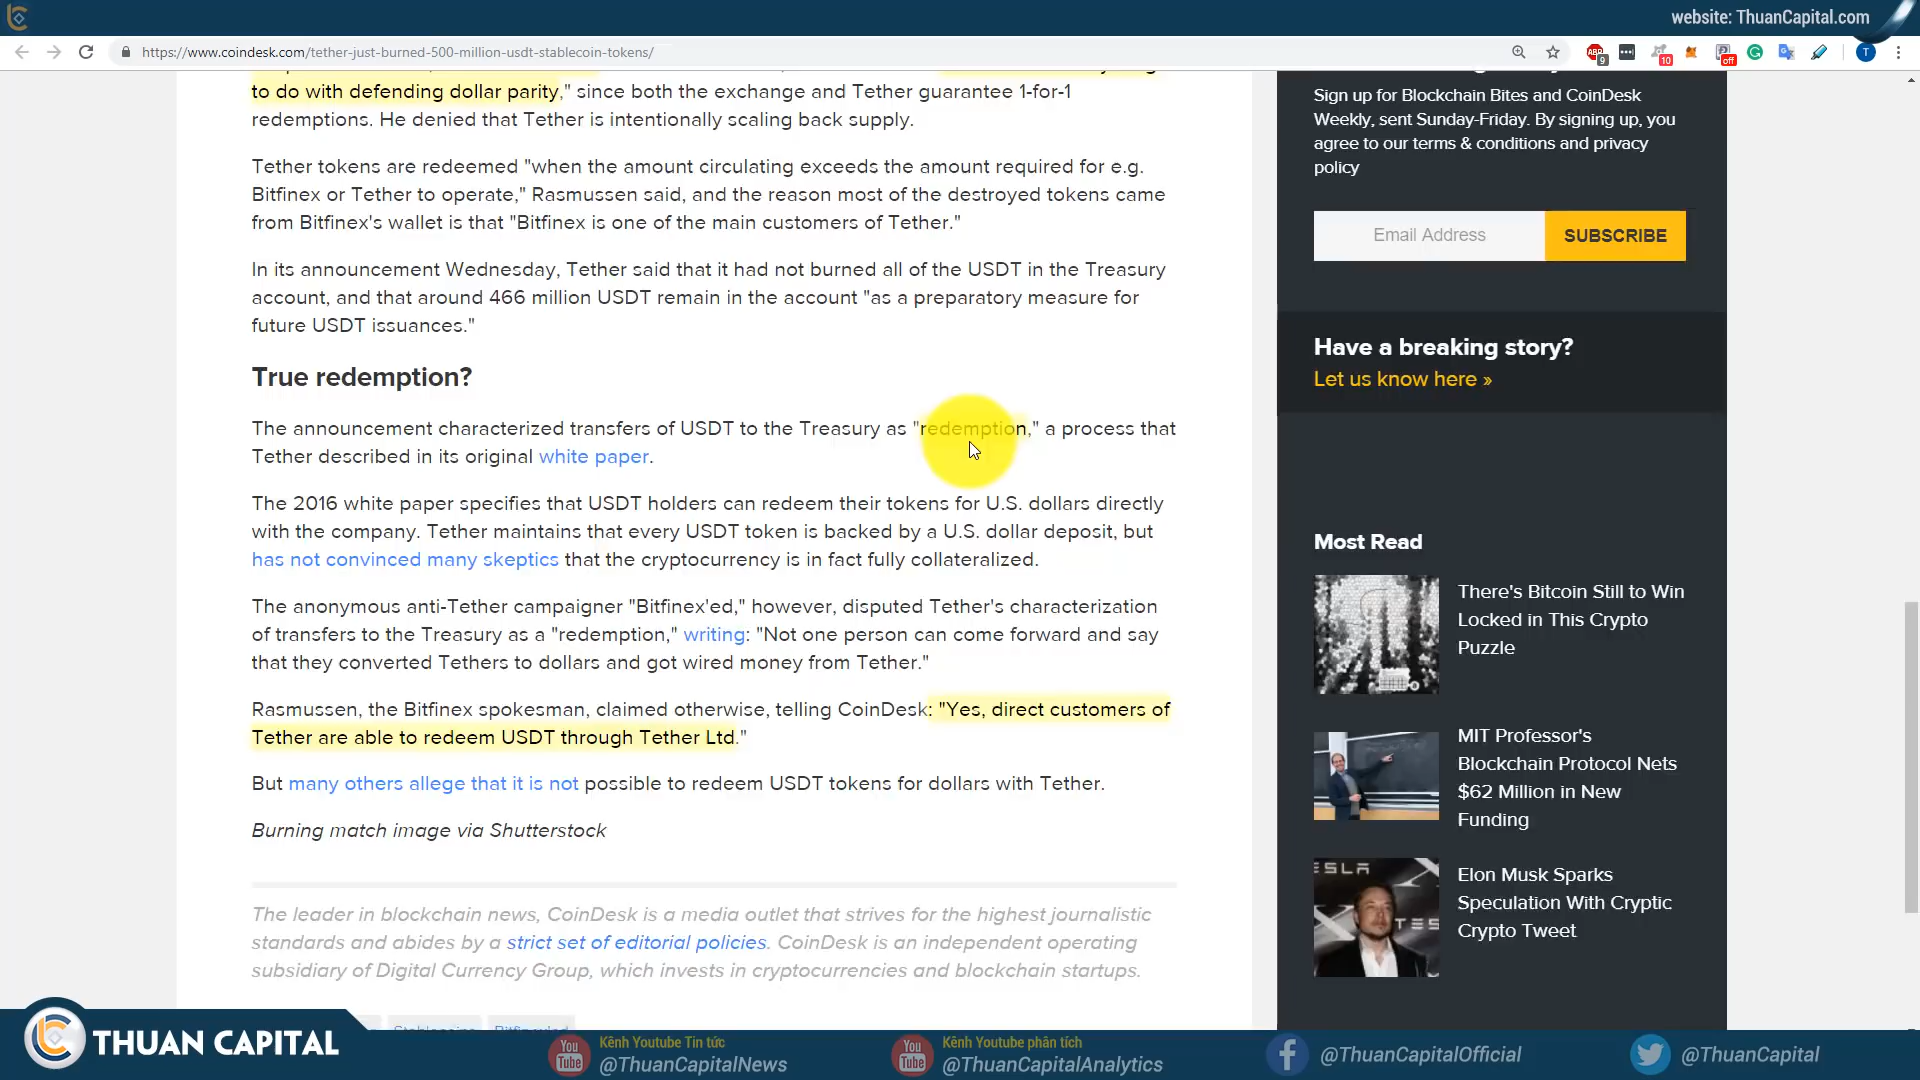 website: ThuanCapital.com
https://www.coindesk.com/tether-just-burned-500-million-usdt-stablecoin-tokens/
9
10
off
T
to do with defending dollar parity," since both the exchange and Tether guarantee 1-for-1
redemptions. He denied that Tether is intentionally scaling back supply.
Tether tokens are redeemed "when the amount circulating exceeds the amount required for e.g.
Bitfinex or Tether to operate," Rasmussen said, and the reason most of the destroyed tokens came
from Bitfinex's wallet is that "Bitfinex is one of the main customers of Tether."
In its announcement Wednesday, Tether said that it had not burned all of the USDT in the Treasury
account, and that around 466 million USDT remain in the account "as a preparatory measure for
future USDT issuances."
True redemption?
The announcement characterized transfers of USDT to the Treasury as "redemption," a process that
Tether described in its original white paper.
The 2016 white paper specifies that USDT holders can redeem their tokens for U.S. dollars directly
with the company. Tether maintains that every USDT token is backed by a U.S. dollar deposit, but
has not convinced many skeptics that the cryptocurrency is in fact fully collateralized.
The anonymous anti-Tether campaigner "Bitfinex'ed," however, disputed Tether's characterization
of transfers to the Treasury as a "redemption," writing: "Not one person can come forward and say
that they converted Tethers to dollars and got wired money from Tether."
Rasmussen, the Bitfinex spokesman, claimed otherwise, telling CoinDesk: "Yes, direct customers of
Tether are able to redeem USDT through Tether Ltd."
But many others allege that it is not possible to redeem USDT tokens for dollars with Tether.
Burning match image via Shutterstock
The leader in blockchain news, CoinDesk is a media outlet that strives for the highest journalistic
standards and abides by a strict set of editorial policies. CoinDesk is an independent operating
subsidiary of Digital Currency Group, which invests in cryptocurrencies and blockchain startups.
Sign up for Blockchain Bites and CoinDesk
Weekly, sent Sunday-Friday. By signing up, you
agree to our terms & conditions and privacy
policy
Email Address
SUBSCRIBE
Have a breaking story?
Let us know here »
Most Read
There's Bitcoin Still to Win
Locked in This Crypto
Puzzle
MIT Professor's
Blockchain Protocol Nets
$62 Million in New
Funding
Elon Musk Sparks
Speculation With Cryptic
Crypto Tweet
THUAN CAPITAL
You
Tube
Kênh Youtube Tin tức
@ThuanCapitalNews
You
Tube
Kênh Youtube phân tích
@ThuanCapitalAnalytics
@ThuanCapitalOfficial
@ThuanCapital